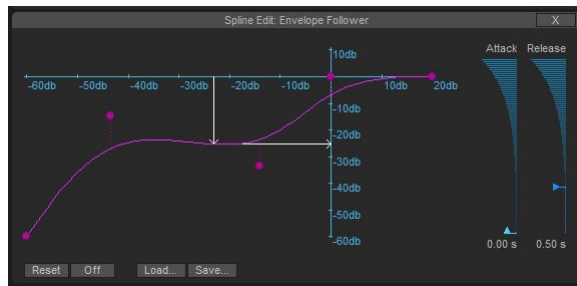 Spline Edit: Envelope Follower X
Attack Release
10db
-60db -50db -40db -30db -20db -10db 10db 20db
-10db
-20db
-30db
-40db
-50db
-60db
0.00 s 0.50 s
Reset Off Load... Save...